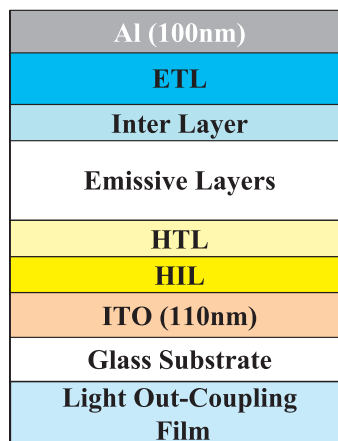 Al (100nm)
ETL
Inter Layer
Emissive Layers
HTL
HIL
ITO (110nm)
Glass Substrate
Light Out-Coupling
Film